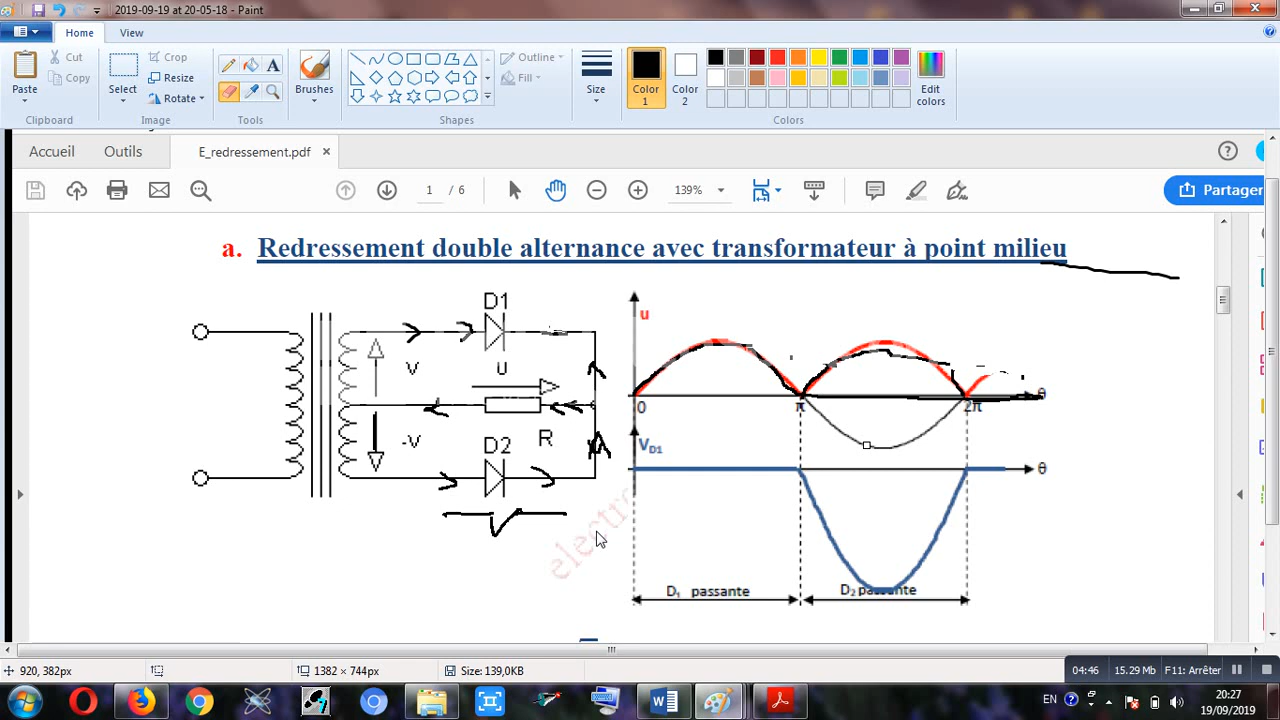 2019-09-19 at 20-05-18 - Paint
Home View
Paste
Cut
Copy
Clipboard
Select
Crop
Resize
Rotate
Image
A
Tools
Brushes
Outline
Fill
Shapes
Size
Color 1
Color 2
Edit colors
Colors
Accueil Outils E_redressement.pdf ×
1 / 6 139% Partager
a. Redressement double alternance avec transformateur à point milieu
D1
V U
-V R
D2
u
0 π 2π θ
VD1
θ
D1 passante D2 passante
electro
920, 382px 1382 × 744px Size: 139,0KB
04:46 15.29 Mb F11: Arrêter
EN 20:27
19/09/2019